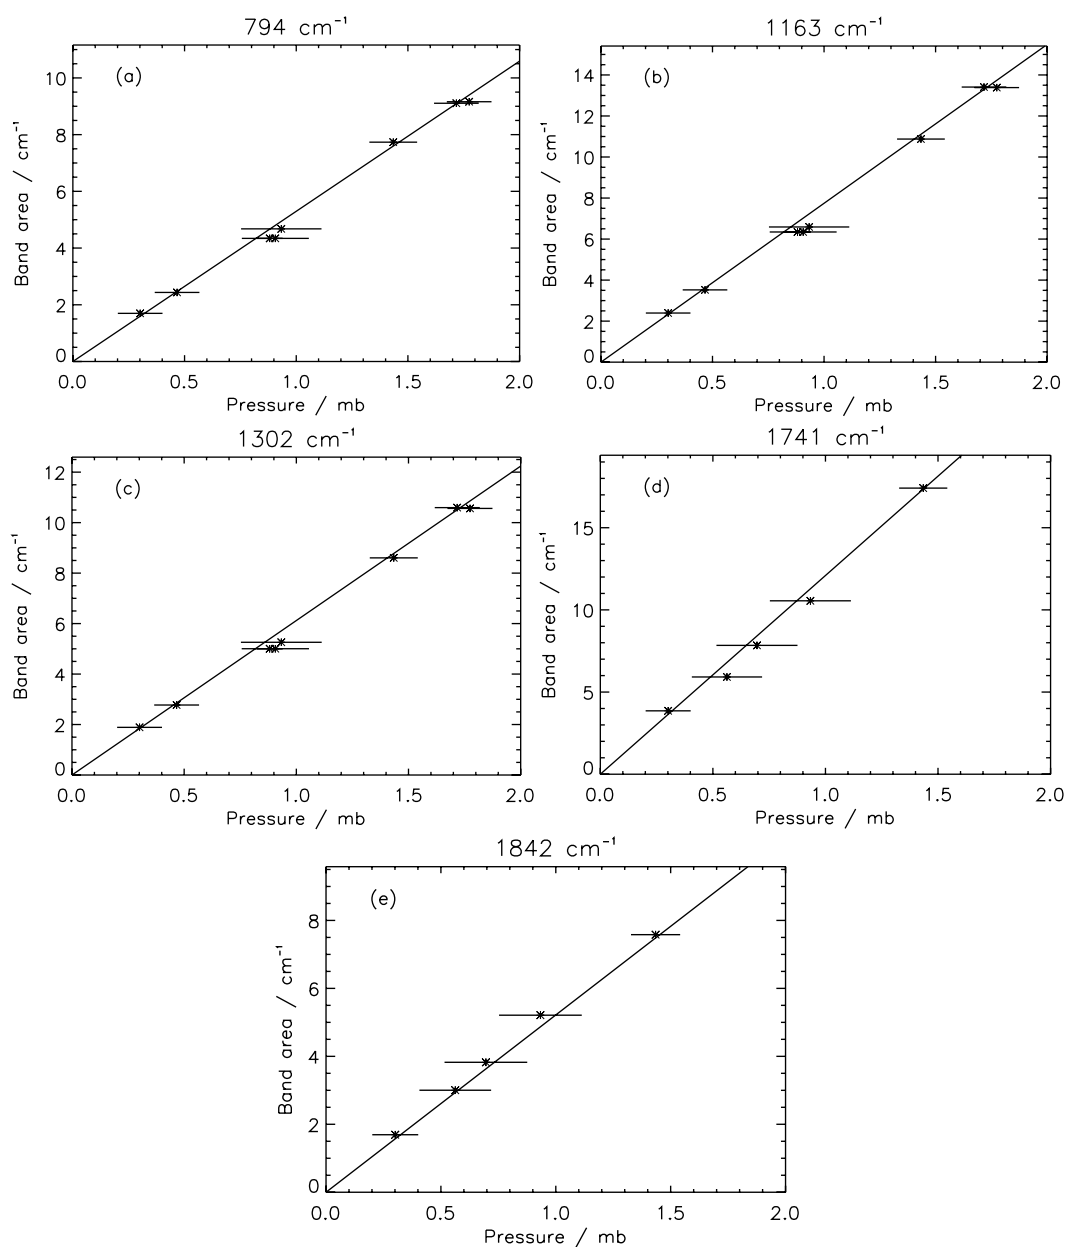 794 cm⁻¹
(a)
10
8
6
4
2
0
Band area / cm⁻¹
0.0 0.5 1.0 1.5 2.0
Pressure / mb
1163 cm⁻¹
(b)
14
12
10
8
6
4
2
0
Band area / cm⁻¹
0.0 0.5 1.0 1.5 2.0
Pressure / mb
1302 cm⁻¹
(c)
12
10
8
6
4
2
0
Band area / cm⁻¹
0.0 0.5 1.0 1.5 2.0
Pressure / mb
1741 cm⁻¹
(d)
15
10
5
0
Band area / cm⁻¹
0.0 0.5 1.0 1.5 2.0
Pressure / mb
1842 cm⁻¹
(e)
8
6
4
2
0
Band area / cm⁻¹
0.0 0.5 1.0 1.5 2.0
Pressure / mb